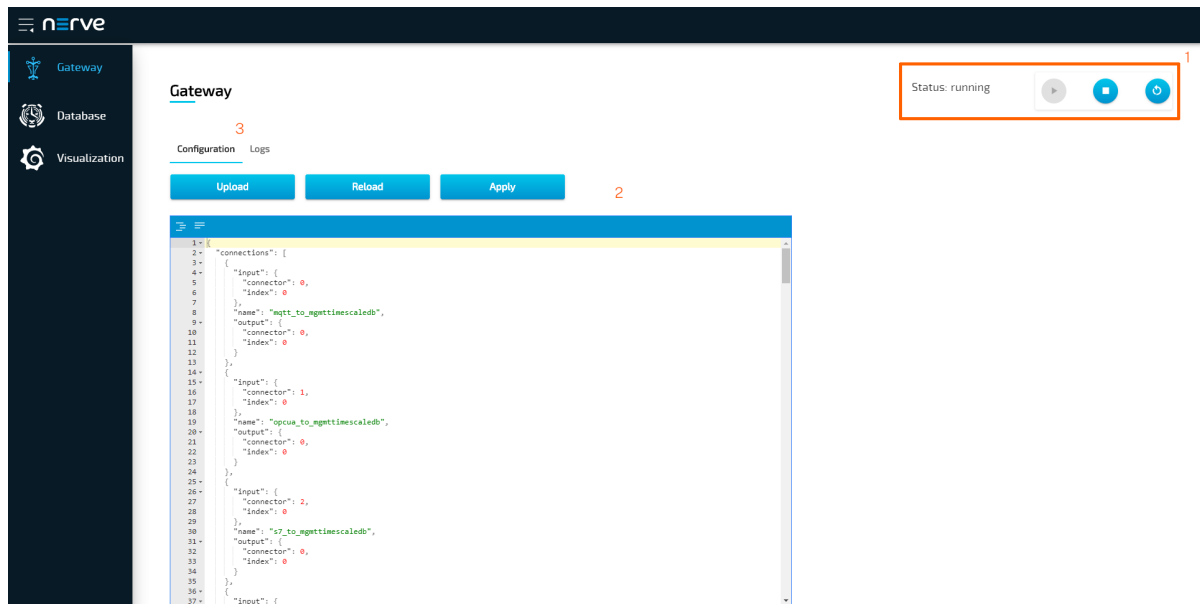 nerve
1
Gateway
Database
Visualization
Gateway
Status: running
3
Configuration Logs
Upload Reload Apply
2
1 {
2 "connections": [
3 {
4 "input": {
5 "connector": 0,
6 "index": 0
7 },
8 "name": "mqtt_to_mgmttimescaledb",
9 "output": {
10 "connector": 0,
11 "index": 0
12 }
13 },
14 {
15 "input": {
16 "connector": 1,
17 "index": 0
18 },
19 "name": "opcua_to_mgmttimescaledb",
20 "output": {
21 "connector": 0,
22 "index": 0
23 }
24 },
25 {
26 "input": {
27 "connector": 2,
28 "index": 0
29 },
30 "name": "s7_to_mgmttimescaledb",
31 "output": {
32 "connector": 0,
33 "index": 0
34 }
35 },
36 {
37 "input": {